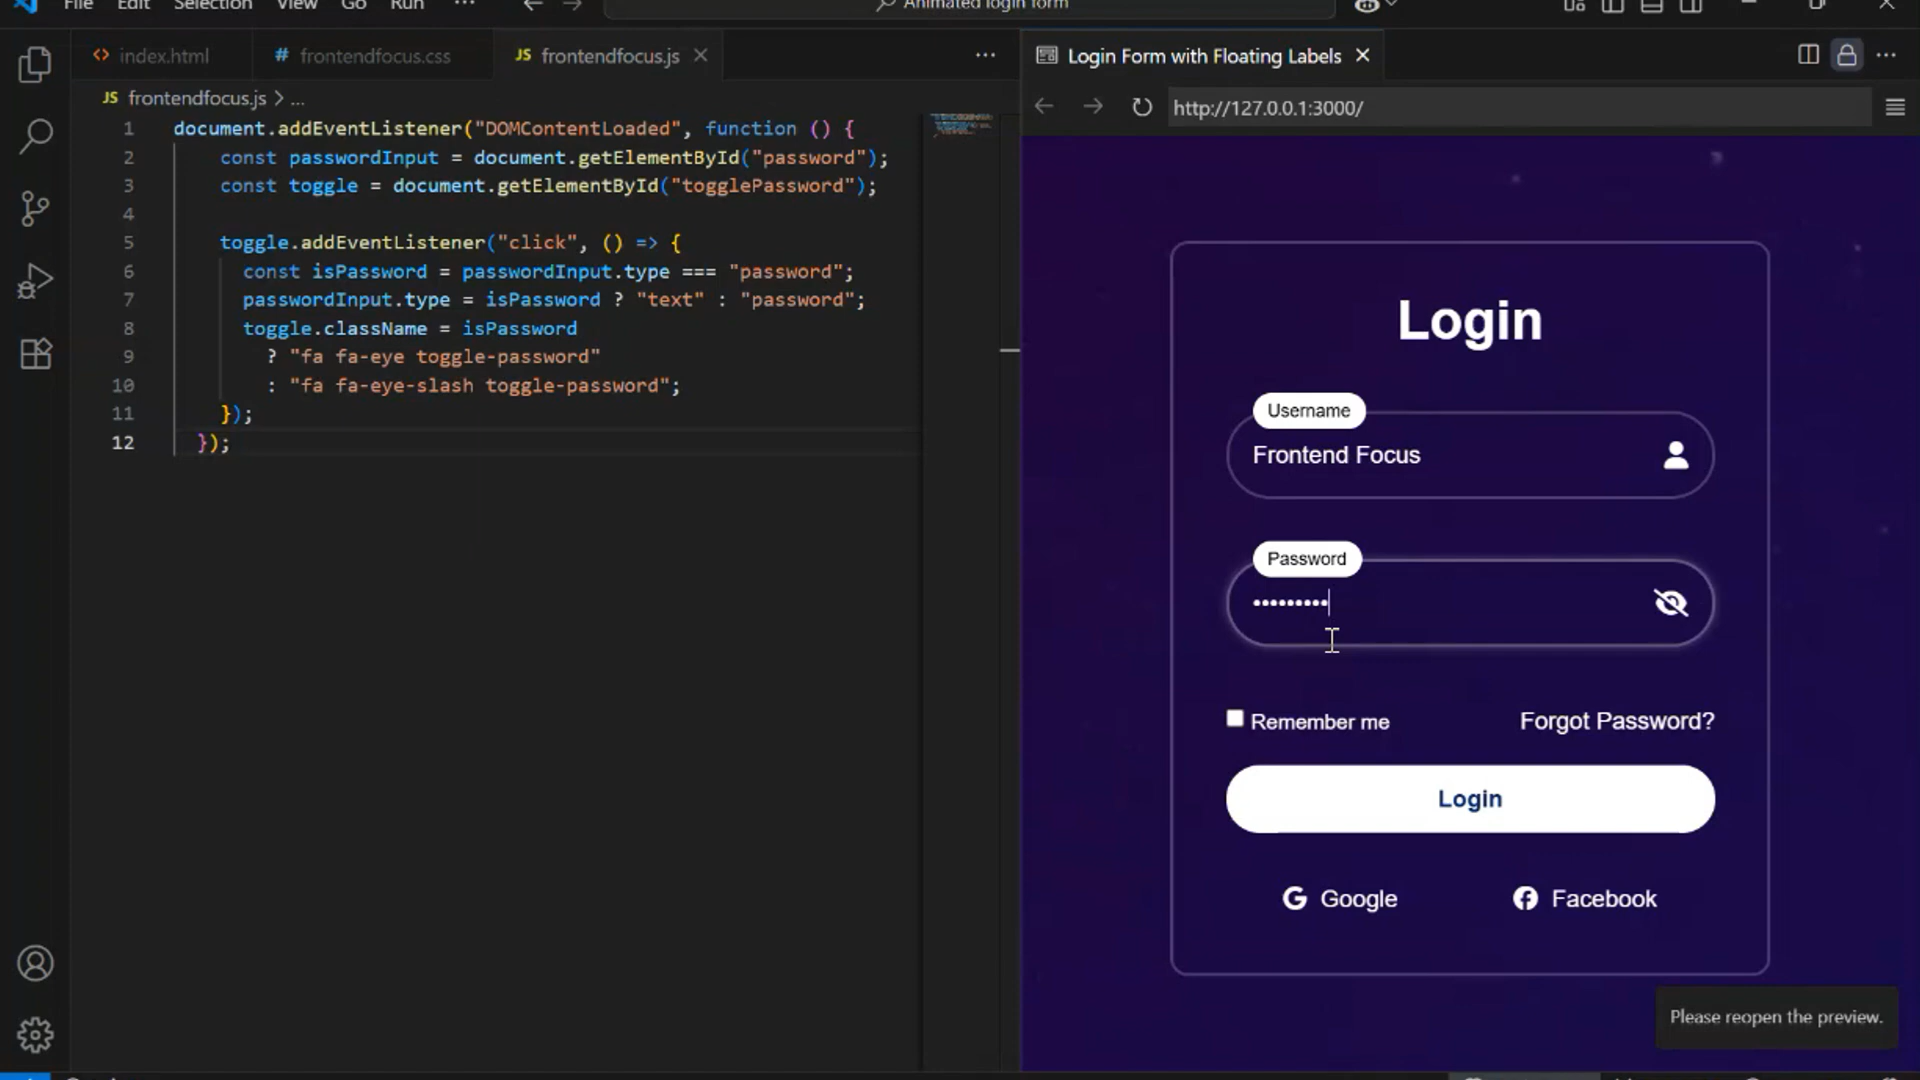 File Edit Selection View Go Run ... Animated login form
index.html # frontendfocus.css JS frontendfocus.js
Login Form with Floating Labels
JS frontendfocus.js > ...
http://127.0.0.1:3000/
1 document.addEventListener("DOMContentLoaded", function () {
2 const passwordInput = document.getElementById("password");
3 const toggle = document.getElementById("togglePassword");
4
5 toggle.addEventListener("click", () => {
6 const isPassword = passwordInput.type === "password";
7 passwordInput.type = isPassword ? "text" : "password";
8 toggle.className = isPassword
9 ? "fa fa-eye toggle-password"
10 : "fa fa-eye-slash toggle-password";
11 });
12 });
Login
Username
Frontend Focus
Password
•••••••••
Remember me Forgot Password?
Login
Google Facebook
Please reopen the preview.